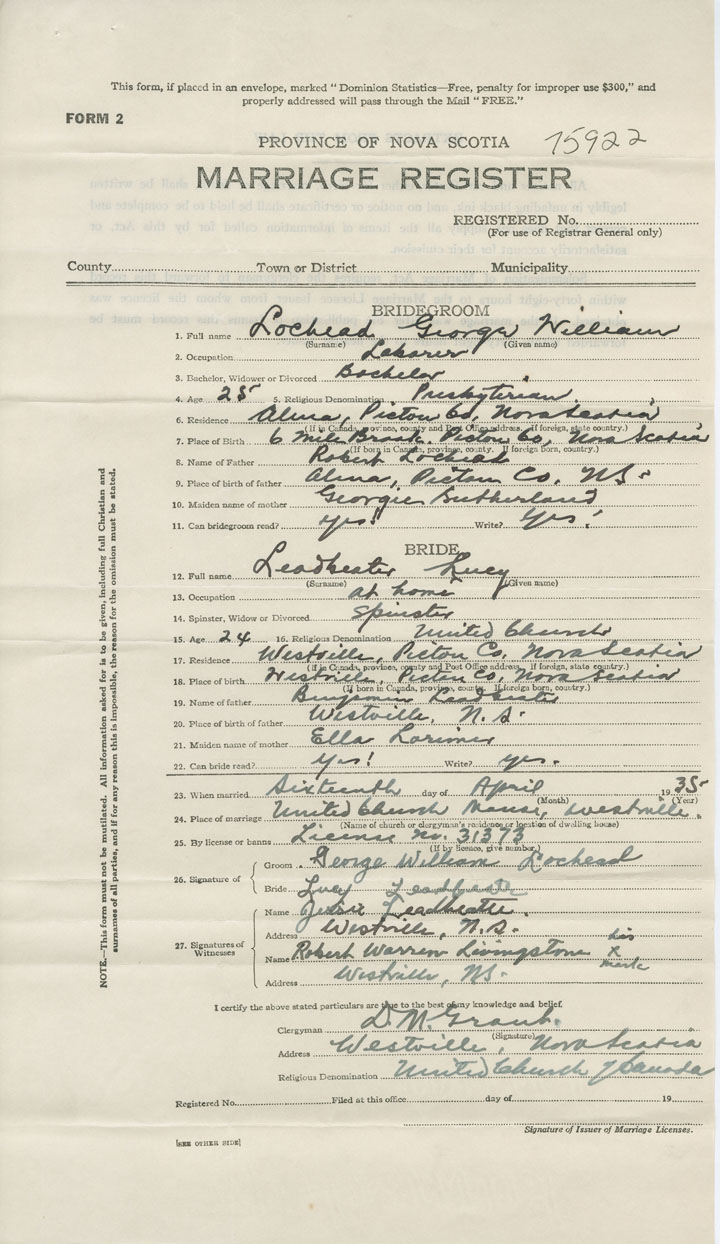 This form, if placed in an envelope, marked "Dominion Statistics—Free, penalty for improper use $300," and
properly addressed will pass through the Mail "FREE."
FORM 2
PROVINCE OF NOVA SCOTIA 15922
MARRIAGE REGISTER
REGISTERED No.
(For use of Registrar General only)
County Town or District Municipality
BRIDEGROOM
1. Full name Lochead George William
(Surname) (Given name)
2. Occupation Laborer
3. Bachelor, Widower or Divorced Bachelor
4. Age 25 5. Religious Denomination Presbyterian
6. Residence Alma, Pictou Co, Nova Scotia
(If in Canada, province, county and Post Office address. If foreign, state country.)
7. Place of Birth 6 Mile Brook. Pictou Co, Nova Scotia
(If born in Canada, province, county. If foreign born, country.)
8. Name of Father Robert Lochead
9. Place of birth of father Alma, Pictou Co, NS.
10. Maiden name of mother Georgie Sutherland
11. Can bridegroom read? Yes! Write? Yes!
BRIDE
12. Full name Leadbeater Lucy
(Surname) (Given name)
13. Occupation at home
14. Spinster, Widow or Divorced Spinster
15. Age 24 16. Religious Denomination United Church
17. Residence Westville, Pictou Co, Nova Scotia
(If in Canada, province, county and Post Office address. If foreign, state country.)
18. Place of birth Westville, Pictou Co, Nova Scotia
(If born in Canada, province, county. If foreign born, country.)
19. Name of father Benjamin Leadbeater
20. Place of birth of father Westville, N.S.
21. Maiden name of mother Ella Lorimer
22. Can bride read? Yes! Write? yes.
23. When married Sixteenth day of April 1935
(Month) (Year)
24. Place of marriage United Church Manse, Westville.
(Name of church or clergyman's residence or location of dwelling house)
25. By license or banns License no. 31373
(If by licence, give number.)
26. Signature of
Groom George William Lochead
Bride Lucy Leadbeater
27. Signatures of Witnesses
Name Leadbeater.
Address Westville, N.S.
Name Robert Warren Livingstone his x mark
Address Westville, NS.
I certify the above stated particulars are true to the best of my knowledge and belief.
Clergyman D. M. Grant.
(Signature)
Address Westville, Nova Scotia
Religious Denomination United Church of Canada
Registered No. Filed at this office day of 19
Signature of Issuer of Marriage Licenses.
[SEE OTHER SIDE]
NOTE.—This form must not be mutilated. All information asked for is to be given, including full Christian and
surnames of all parties, and if for any reason this is impossible, the reason for the omission must be stated.